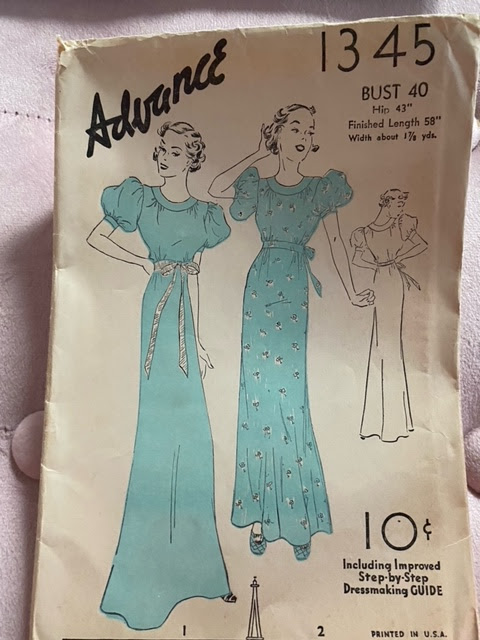 Advance
1345
BUST 40
Hip 43"
Finished Length 58"
Width about 1⅞ yds.
10¢
Including Improved
Step-by-Step
Dressmaking GUIDE
1
2
PRINTED IN U.S.A.